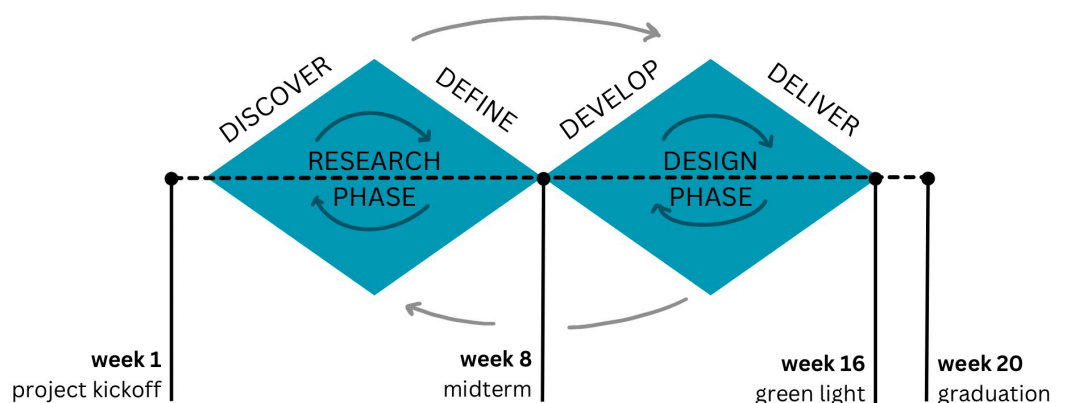 DISCOVER
DEFINE
DEVELOP
DELIVER
RESEARCH
PHASE
DESIGN
PHASE
week 1
project kickoff
week 8
midterm
week 16
green light
week 20
graduation